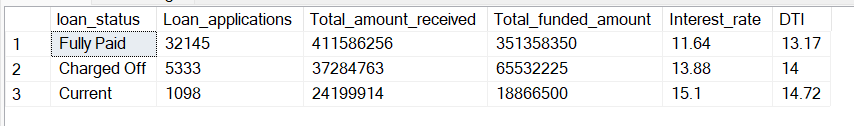 loan_status Loan_applications Total_amount_received Total_funded_amount Interest_rate DTI
1 Fully Paid 32145 411586256 351358350 11.64 13.17
2 Charged Off 5333 37284763 65532225 13.88 14
3 Current 1098 24199914 18866500 15.1 14.72